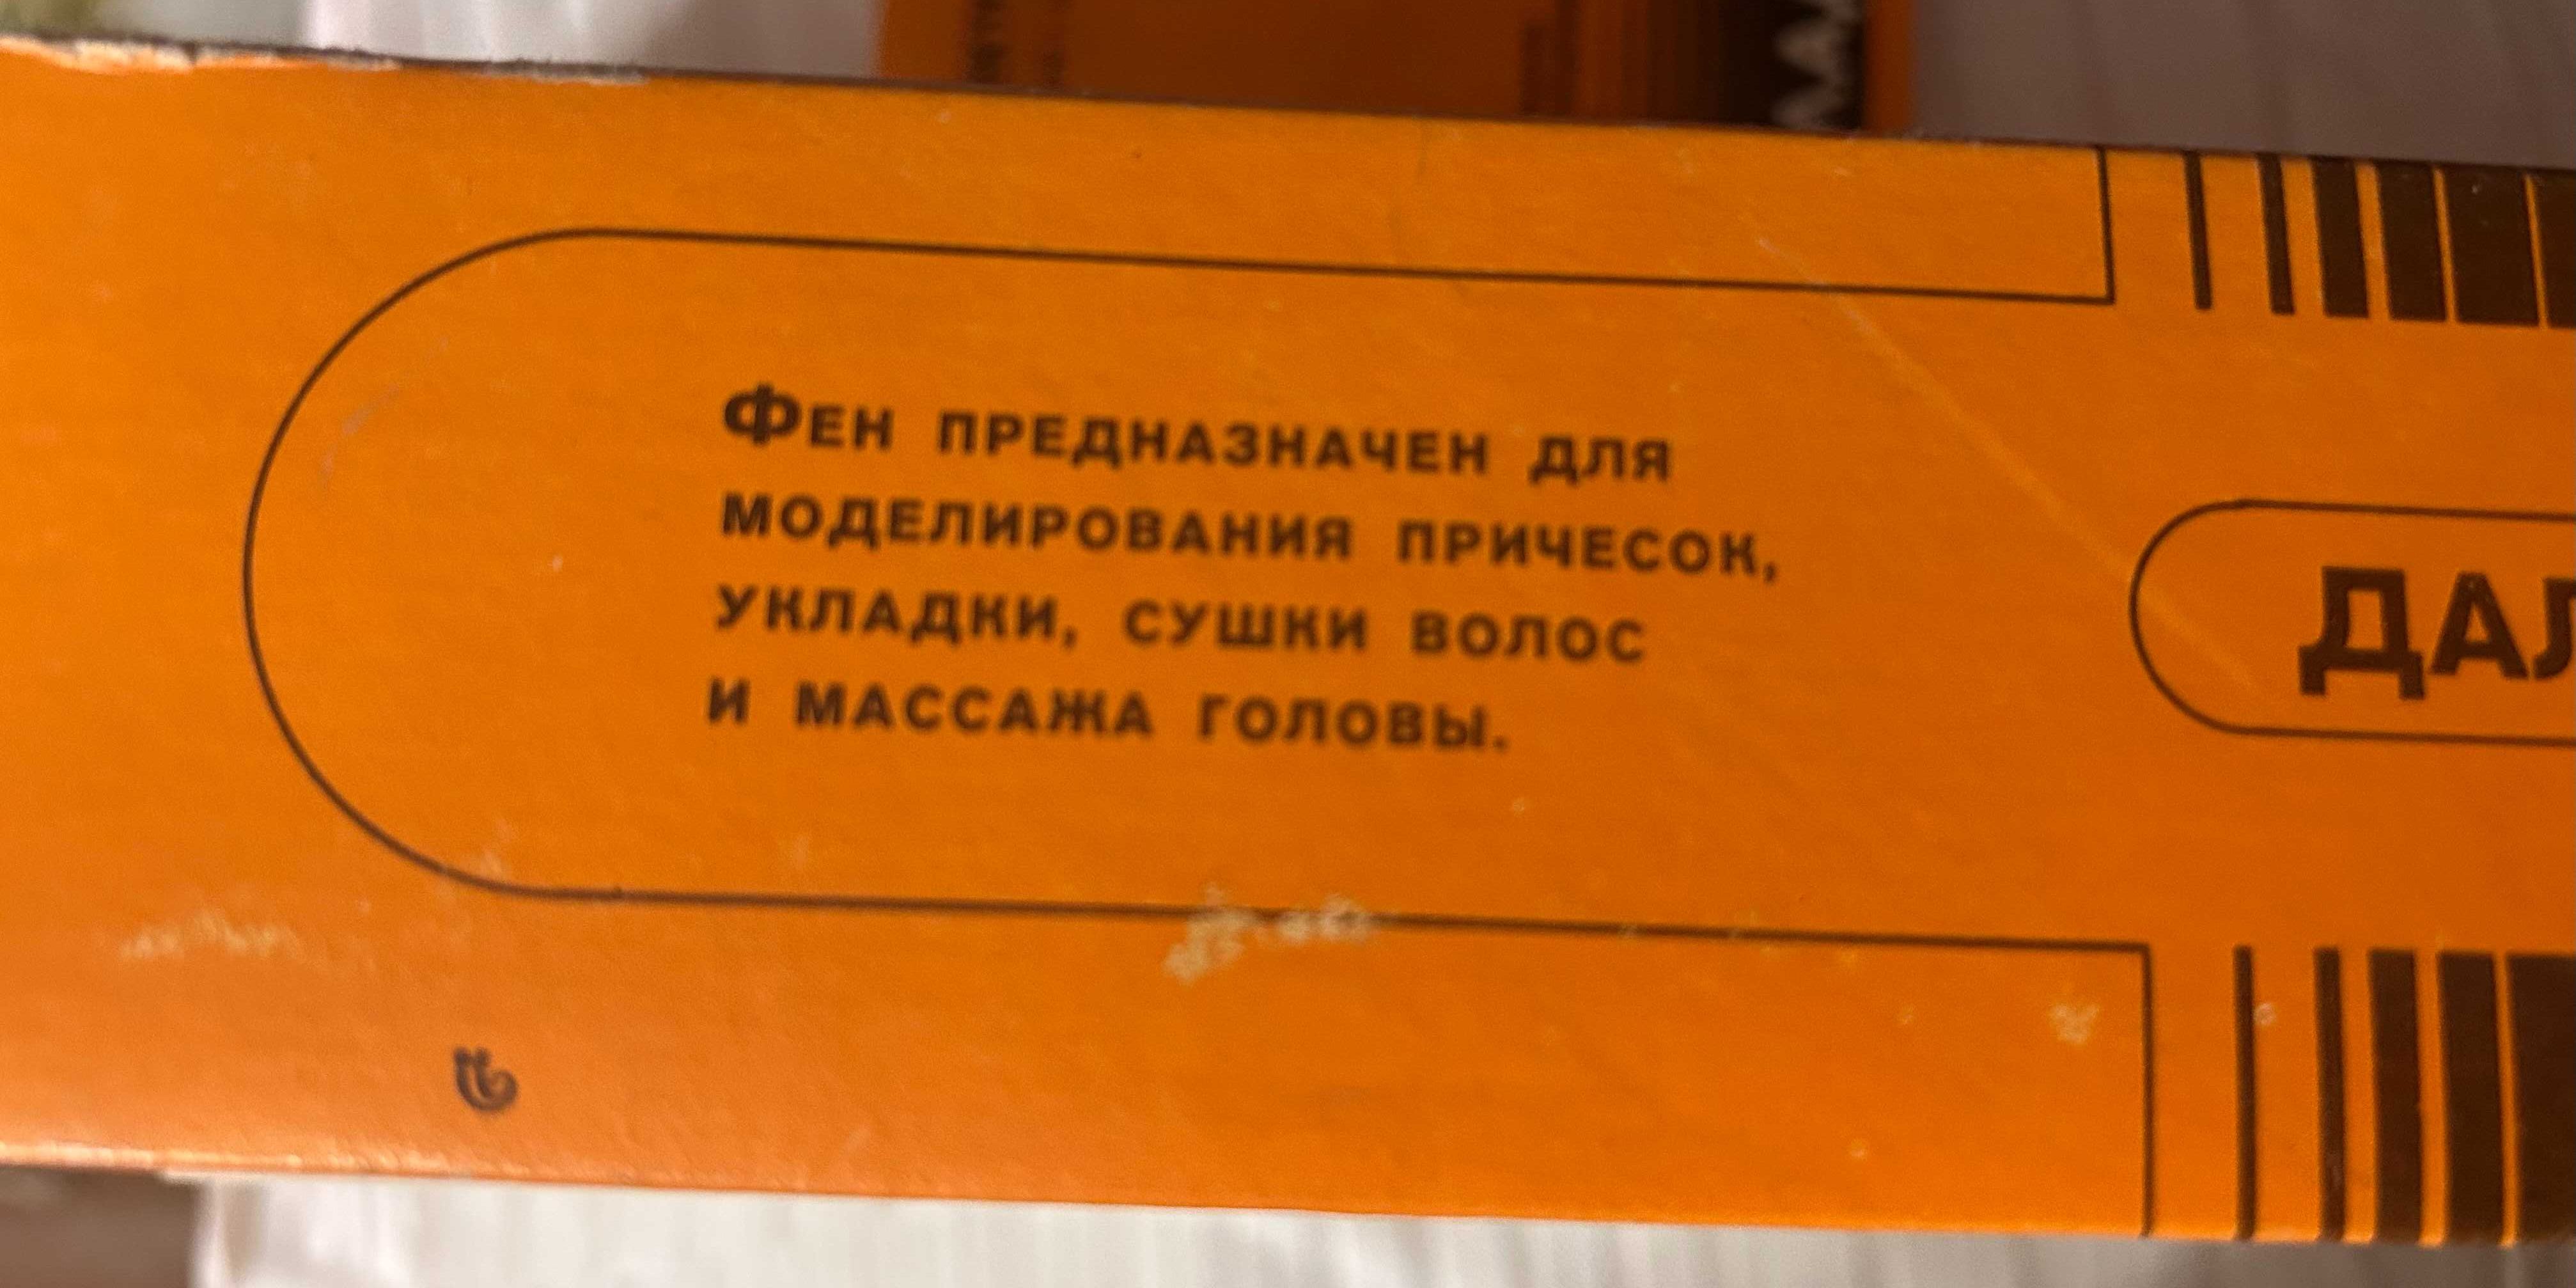 Фен предназначен для
моделирования причесок,
укладки, сушки волос
и массажа головы.
ДАЛ